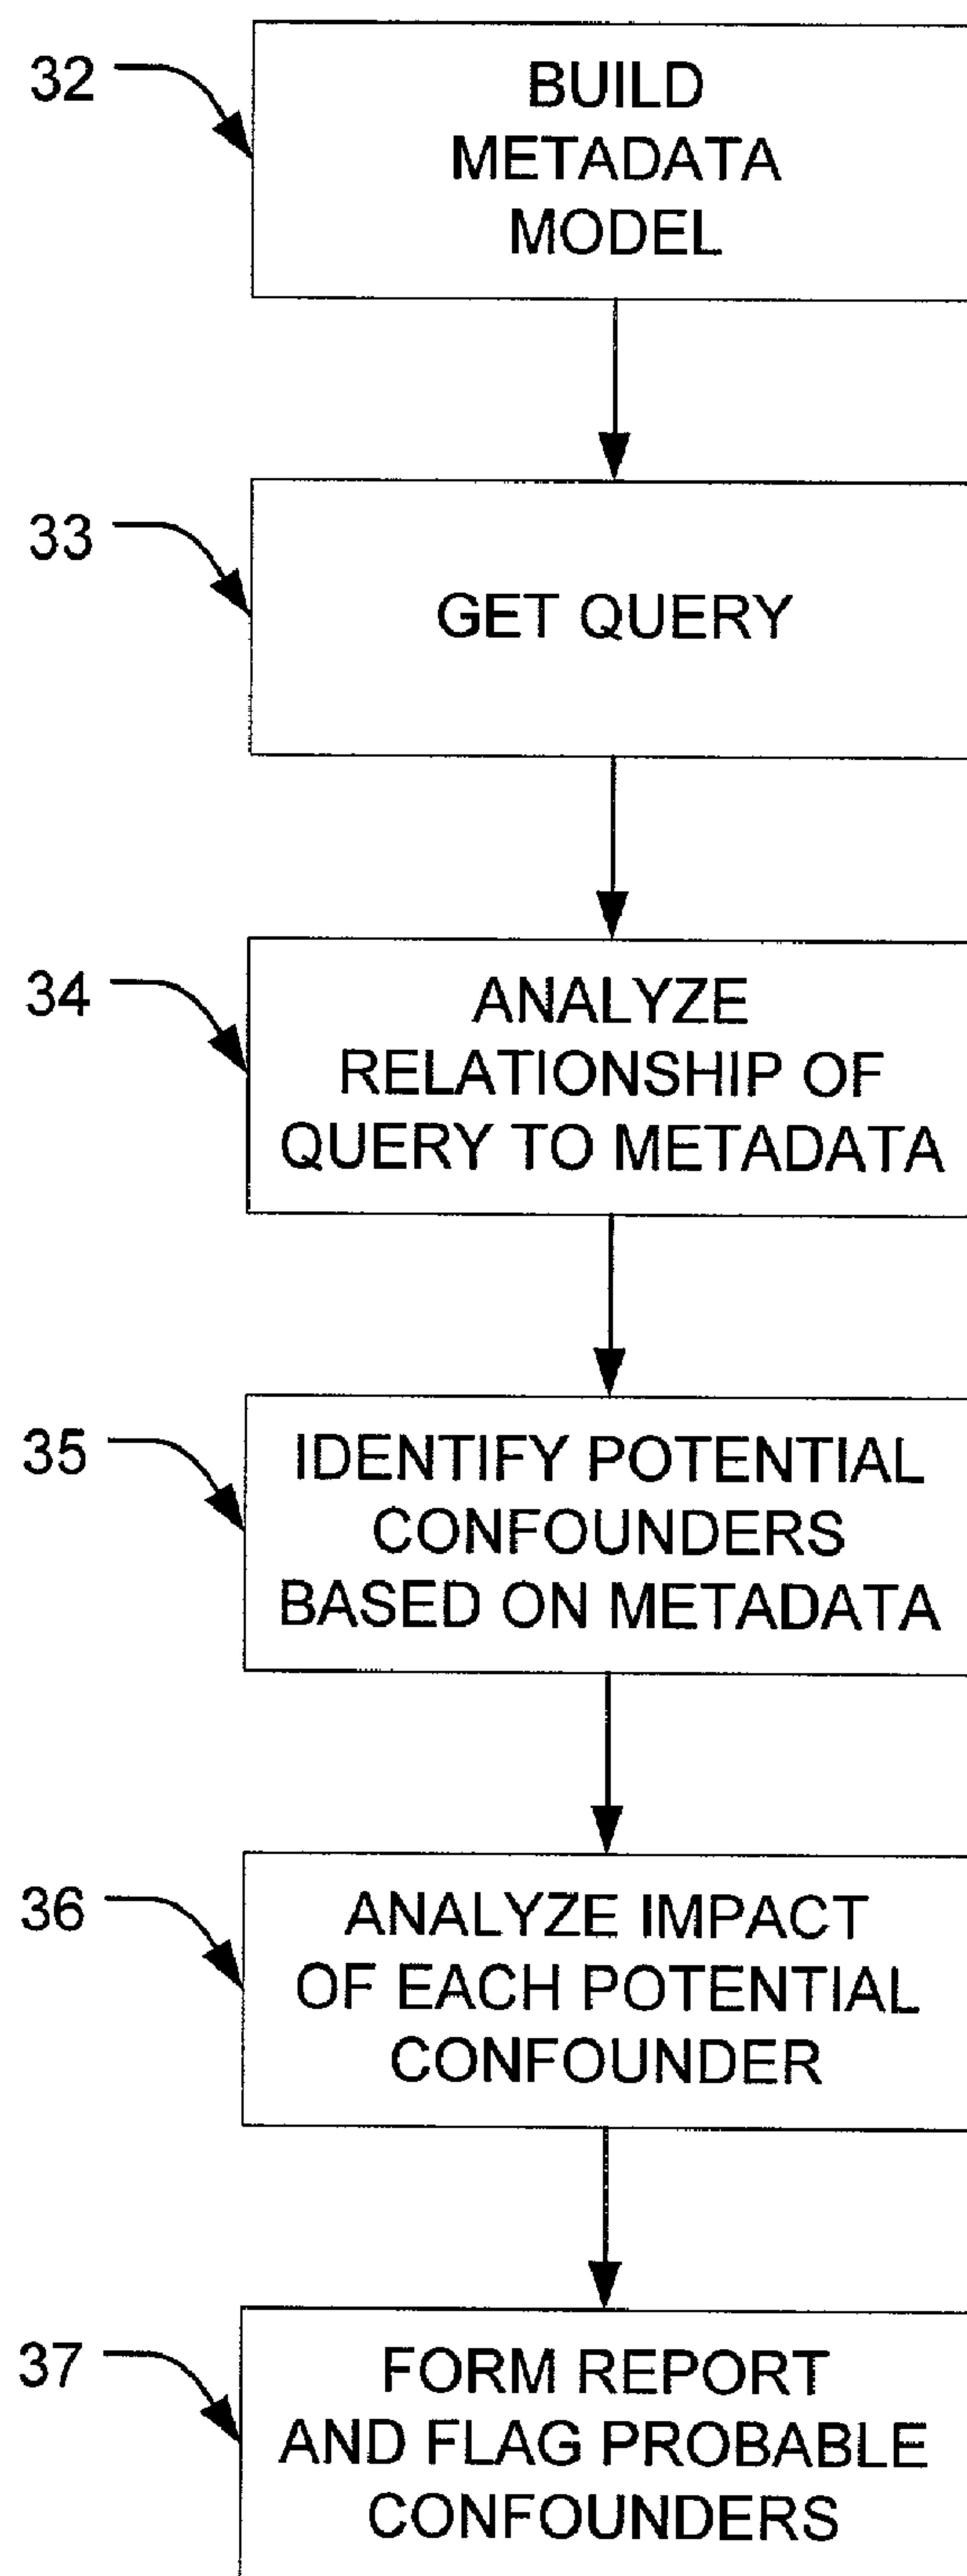 32
BUILD
METADATA
MODEL
33
GET QUERY
34
ANALYZE
RELATIONSHIP OF
QUERY TO METADATA
35
IDENTIFY POTENTIAL
CONFOUNDERS
BASED ON METADATA
36
ANALYZE IMPACT
OF EACH POTENTIAL
CONFOUNDER
37
FORM REPORT
AND FLAG PROBABLE
CONFOUNDERS